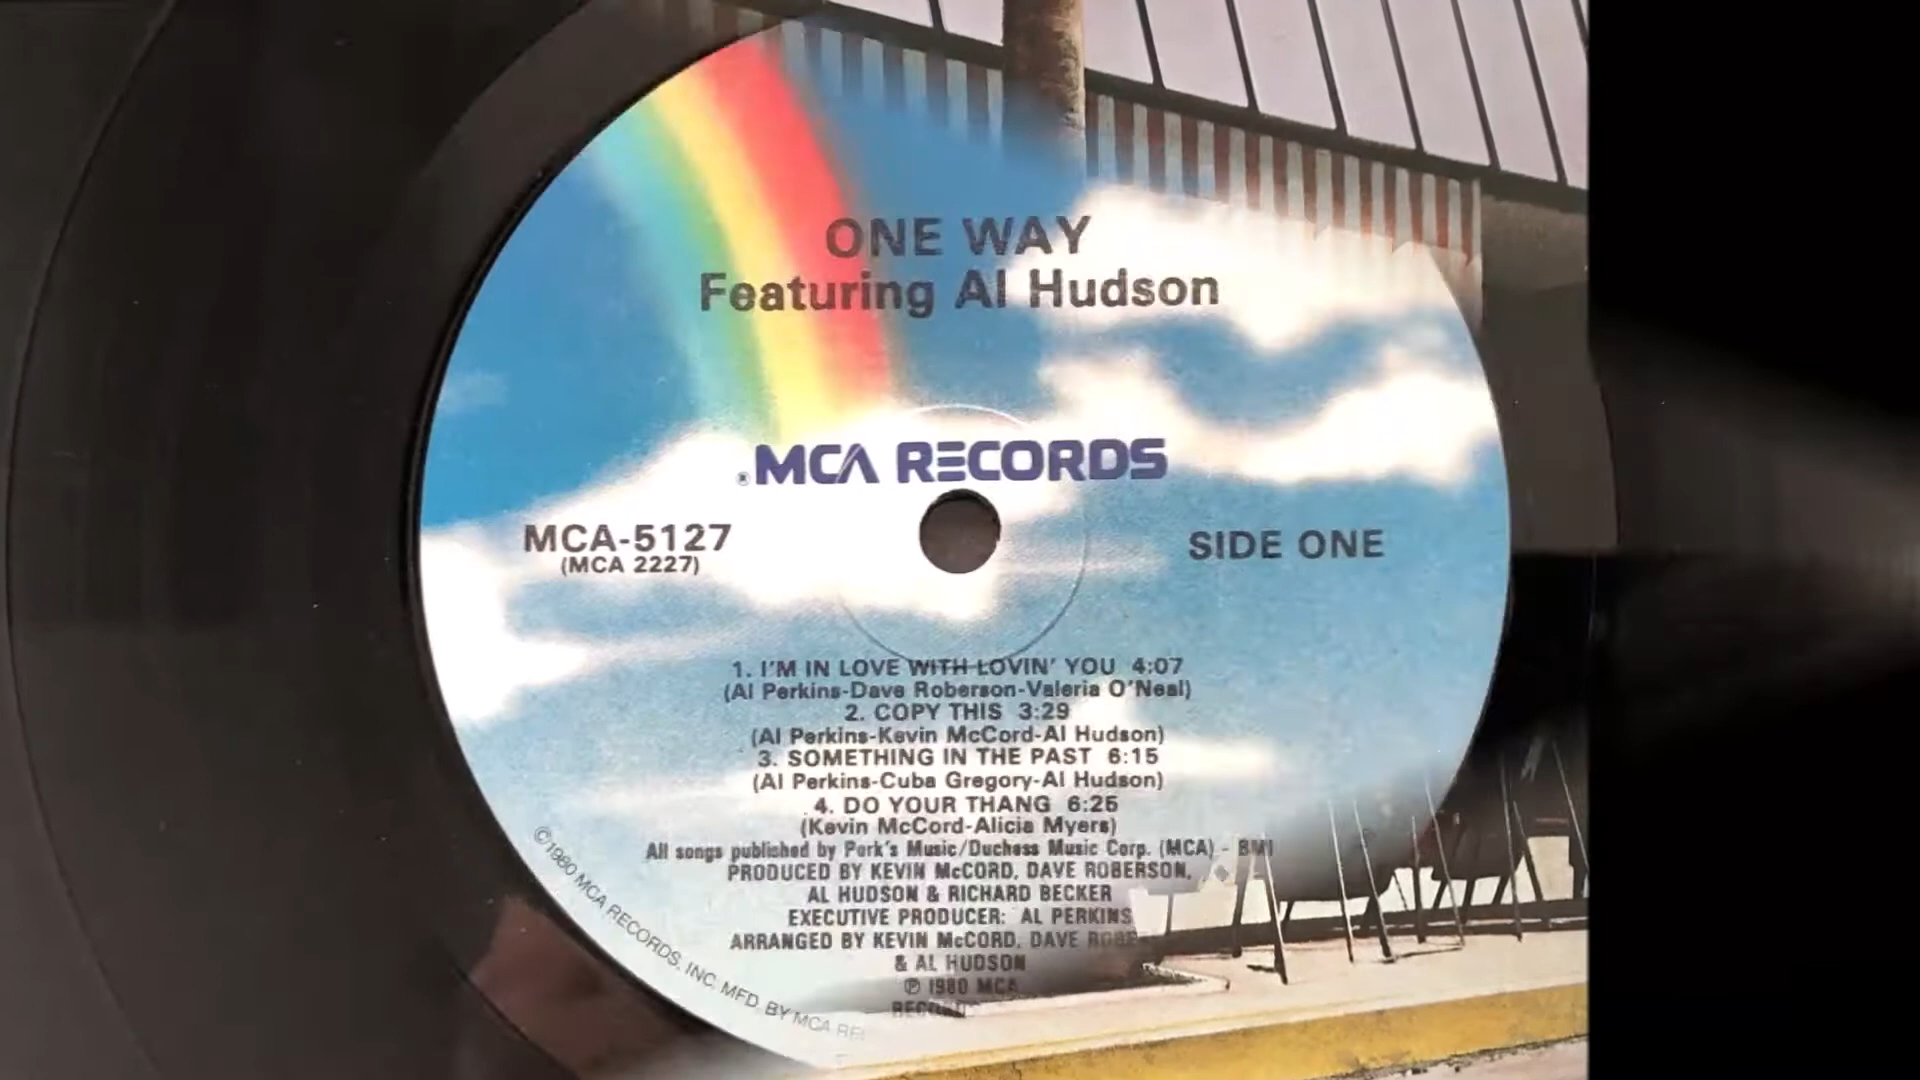 ONE WAY
Featuring Al Hudson
®MCA RECORDS
MCA-5127
(MCA 2227)
SIDE ONE
1. I'M IN LOVE WITH LOVIN' YOU 4:07
(Al Perkins-Dave Roberson-Valeria O'Neal)
2. COPY THIS 3:29
(Al Perkins-Kevin McCord-Al Hudson)
3. SOMETHING IN THE PAST 6:15
(Al Perkins-Cuba Gregory-Al Hudson)
4. DO YOUR THANG 6:25
(Kevin McCord-Alicia Myers)
All songs published by Perk's Music/Duchess Music Corp. (MCA) - BMI
PRODUCED BY KEVIN McCORD, DAVE ROBERSON,
AL HUDSON & RICHARD BECKER
EXECUTIVE PRODUCER: AL PERKINS
ARRANGED BY KEVIN McCORD, DAVE
& AL HUDSON
℗ 1980 MCA
©1980 MCA RECORDS, INC. MFD. BY MCA